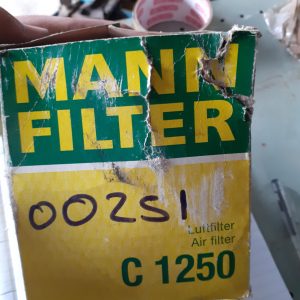 MANN
FILTER
00251
Luftfilter
Air filter
C 1250